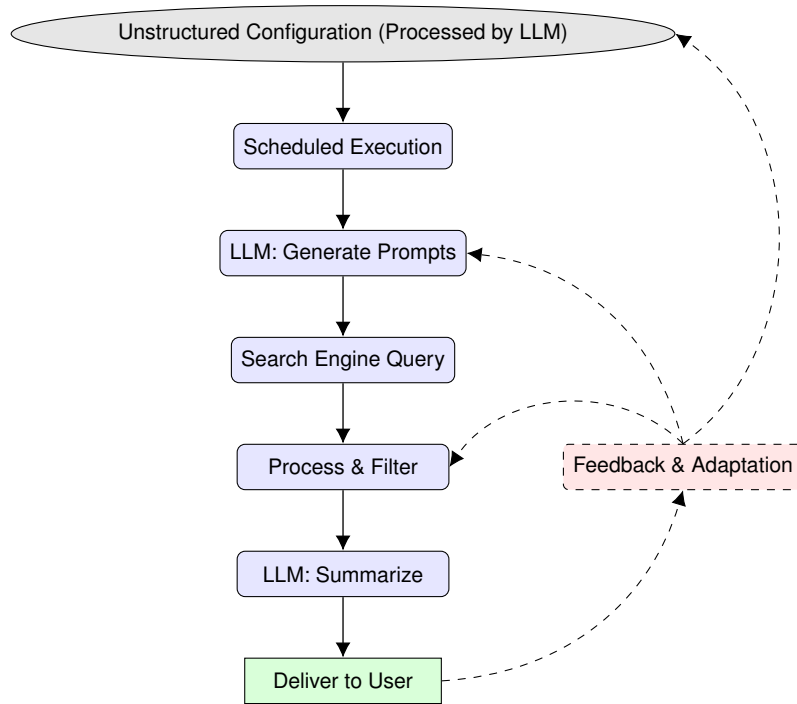 Unstructured Configuration (Processed by LLM)
Scheduled Execution
LLM: Generate Prompts
Search Engine Query
Process & Filter
Feedback & Adaptation
LLM: Summarize
Deliver to User